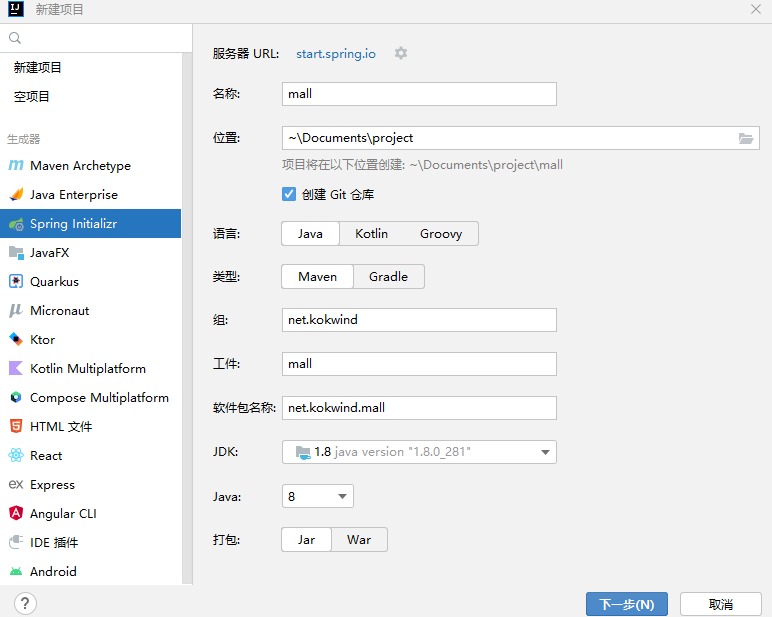 新建项目
新建项目
空项目
生成器
Maven Archetype
Java Enterprise
Spring Initializr
JavaFX
Quarkus
Micronaut
Ktor
Kotlin Multiplatform
Compose Multiplatform
HTML 文件
React
Express
Angular CLI
IDE 插件
Android
服务器 URL: start.spring.io
名称: mall
位置: ~\Documents\project
项目将在以下位置创建: ~\Documents\project\mall
创建 Git 仓库
语言: Java Kotlin Groovy
类型: Maven Gradle
组: net.kokwind
工件: mall
软件包名称: net.kokwind.mall
JDK: 1.8 java version "1.8.0_281"
Java: 8
打包: Jar War
? 下一步(N) 取消